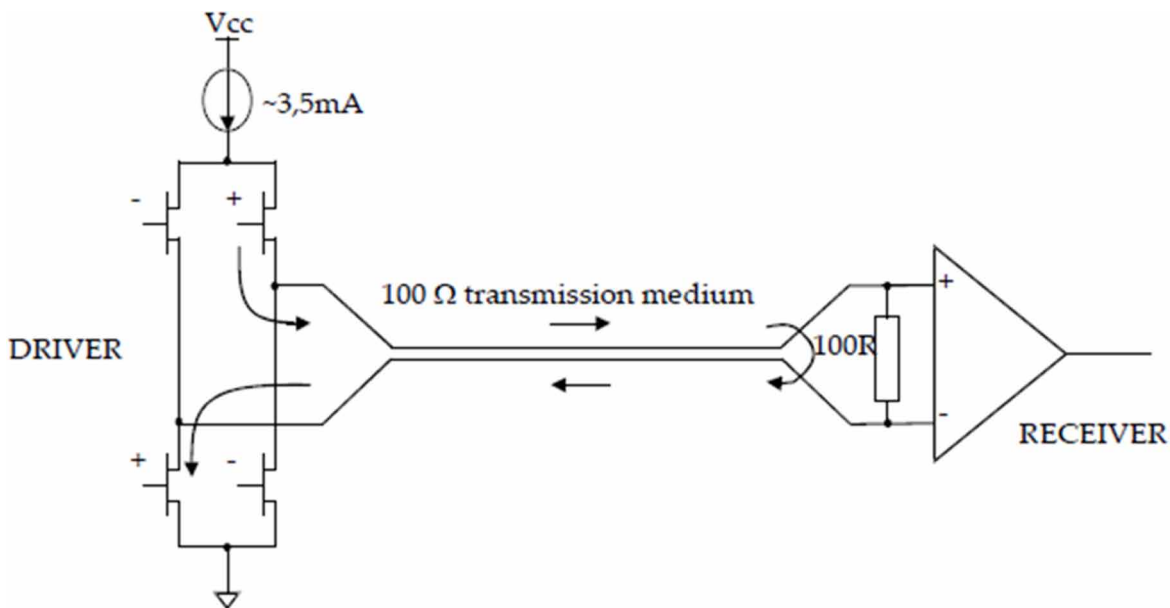 Vcc
~3,5mA
- +
100 Ω transmission medium
+
DRIVER
100R
-
RECEIVER
+ -